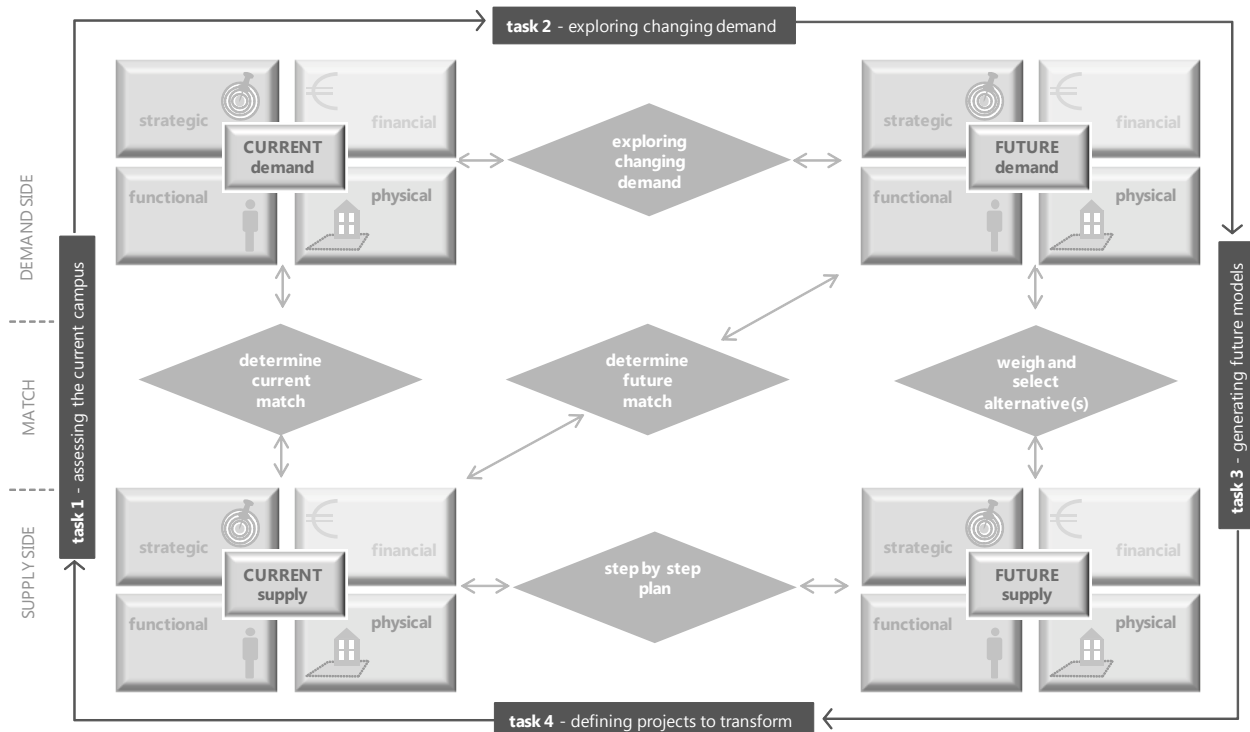 task 2 - exploring changing demand
strategic
financial
CURRENT
demand
functional
physical
exploring
changing
demand
strategic
financial
FUTURE
demand
functional
physical
DEMAND SIDE
MATCH
SUPPLY SIDE
task 1 - assessing the current campus
determine
current
match
determine
future
match
weigh and
select
alternative(s)
task 3 - generating future models
strategic
financial
CURRENT
supply
functional
physical
step by step
plan
strategic
financial
FUTURE
supply
functional
physical
task 4 - defining projects to transform